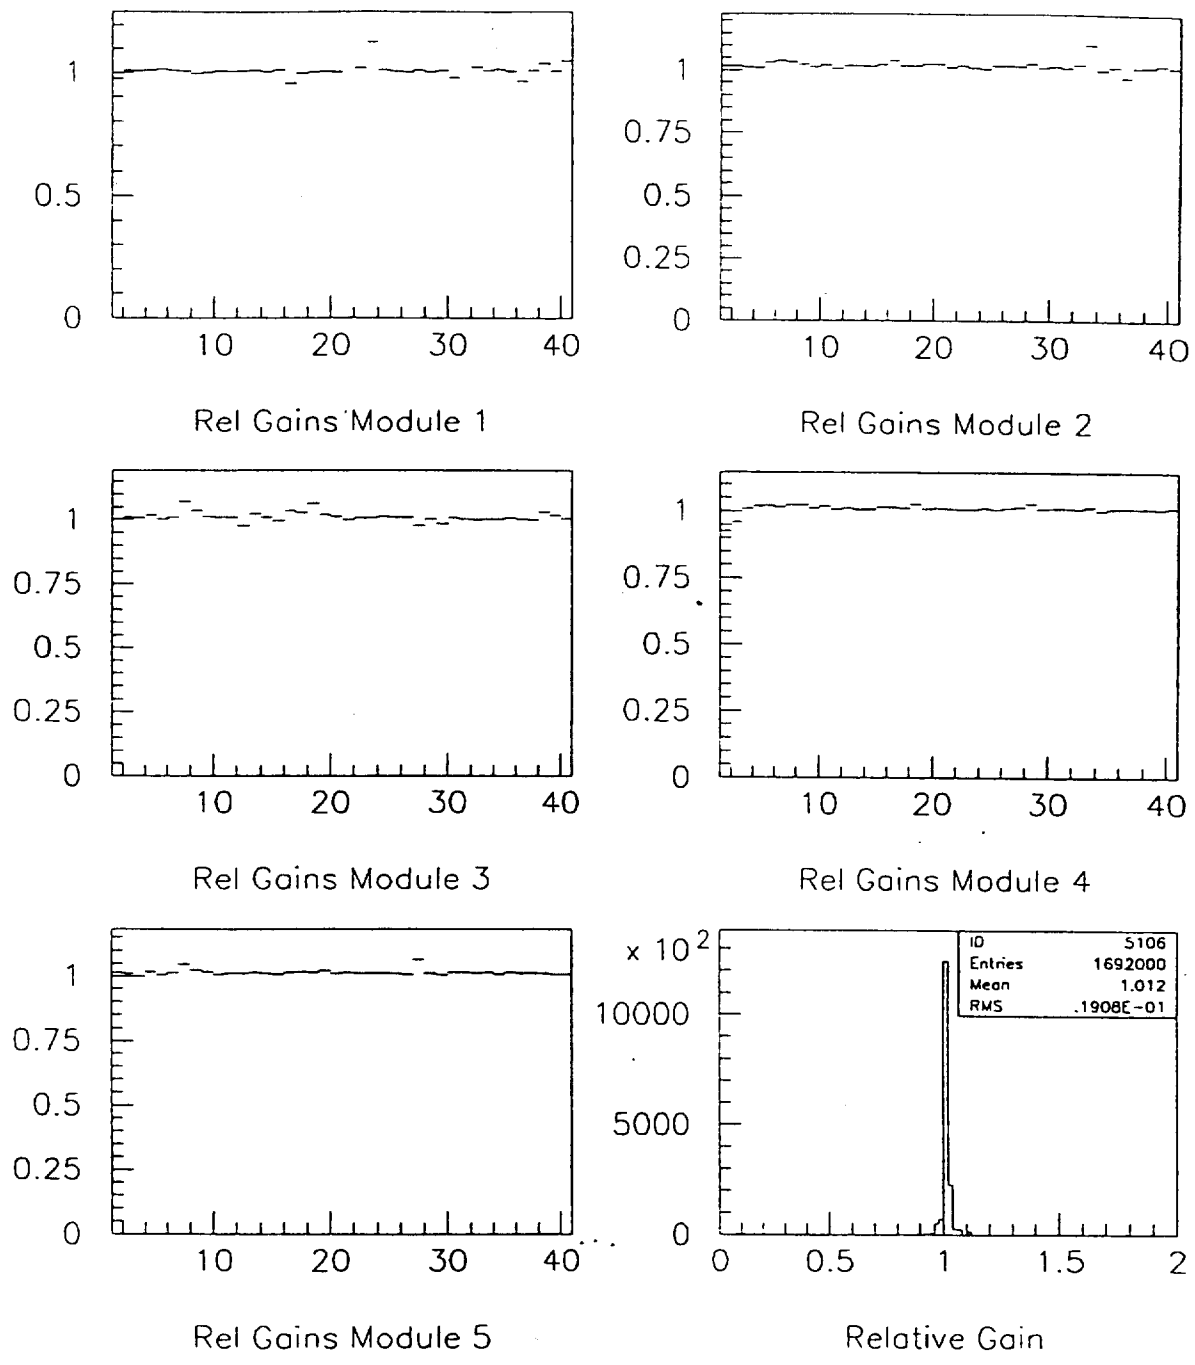 1
0.5
0
10 20 30 40
Rel Gains Module 1
1
0.75
0.5
0.25
0
10 20 30 40
Rel Gains Module 2
1
0.75
0.5
0.25
0
10 20 30 40
Rel Gains Module 3
1
0.75
0.5
0.25
0
10 20 30 40
Rel Gains Module 4
1
0.75
0.5
0.25
0
10 20 30 40
Rel Gains Module 5
x 10²
10000
5000
0
ID 5106
Entries 1692000
Mean 1.012
RMS .1908E-01
0 0.5 1 1.5 2
Relative Gain